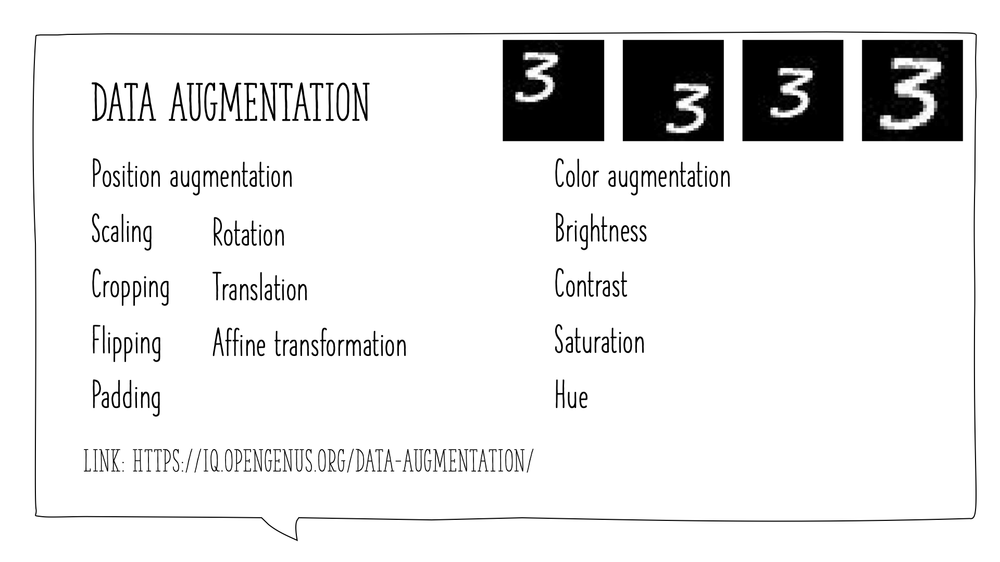 3 3 3 3
DATA AUGMENTATION
Position augmentation
Scaling
Cropping
Flipping
Padding
Rotation
Translation
Affine transformation
Color augmentation
Brightness
Contrast
Saturation
Hue
LINK: HTTPS://IQ.OPENGENUS.ORG/DATA-AUGMENTATION/